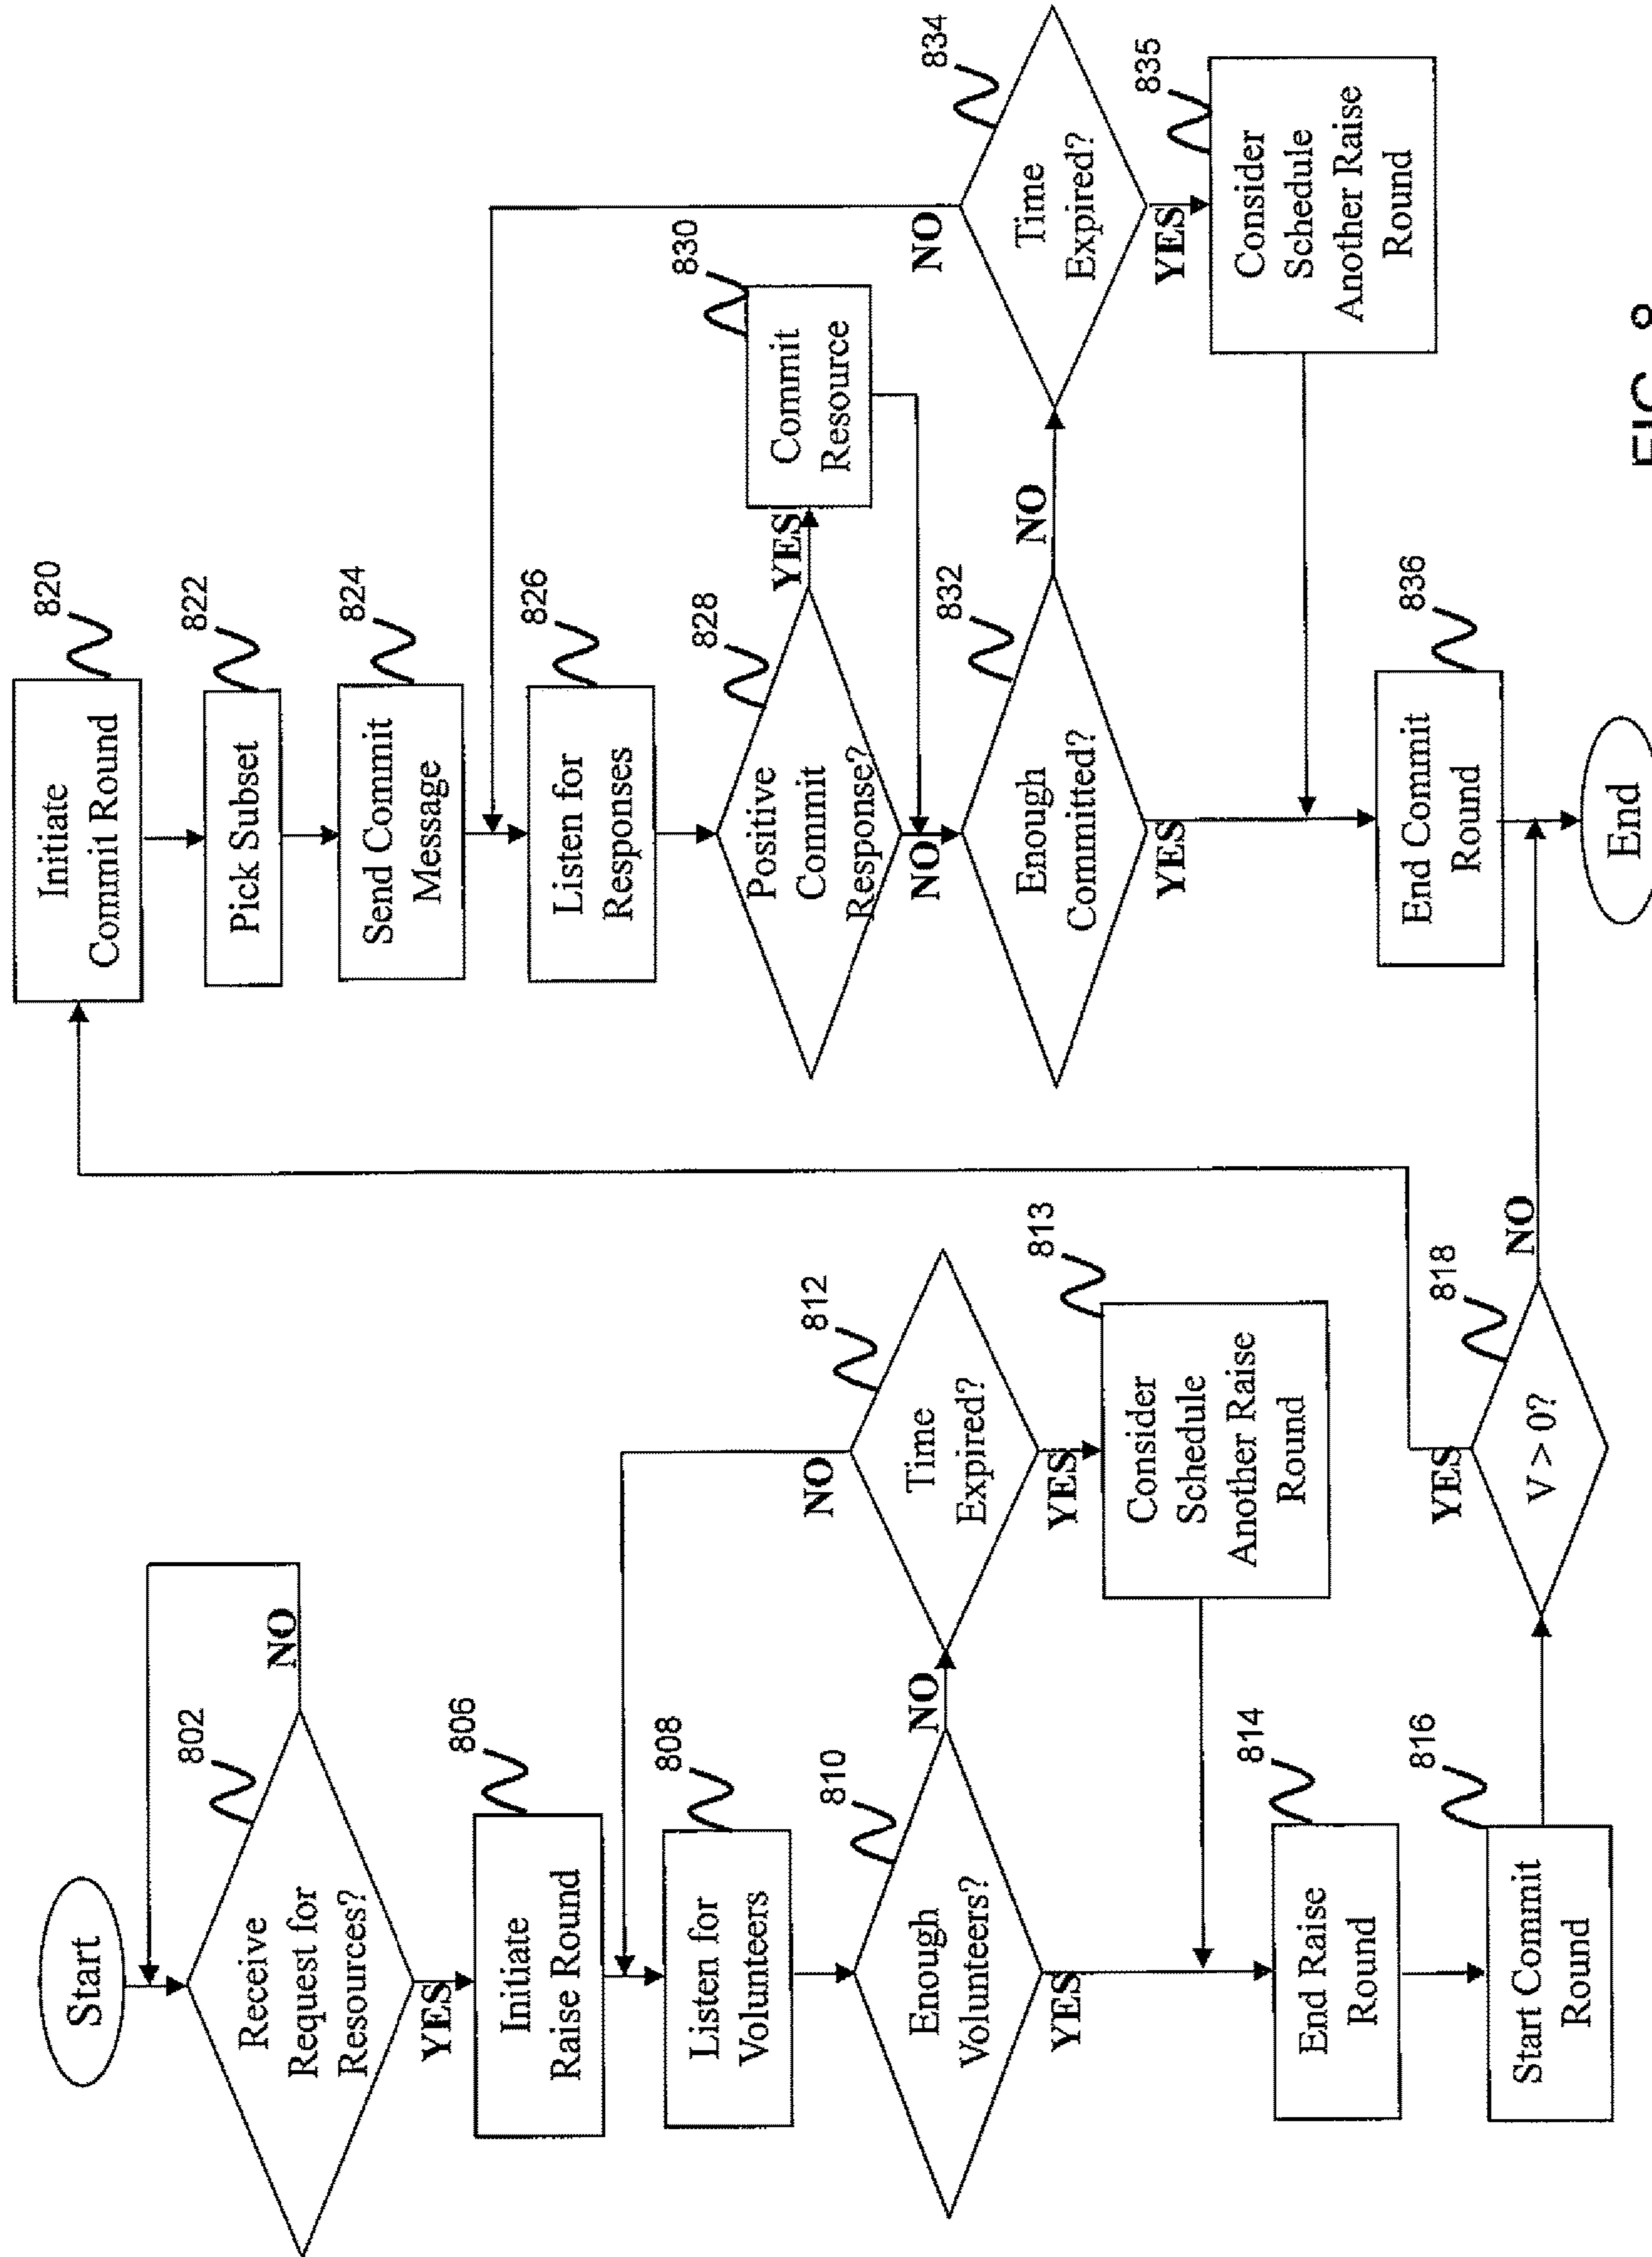 Start
802
Receive
Request for
Resources?
NO
YES
806
Initiate
Raise Round
808
Listen for
Volunteers
810
Enough
Volunteers?
NO
YES
812
Time
Expired?
NO
YES
813
Consider
Schedule
Another Raise
Round
814
End Raise
Round
816
Start Commit
Round
818
V > 0?
YES
NO
820
Initiate
Commit Round
822
Pick Subset
824
Send Commit
Message
826
Listen for
Responses
828
Positive
Commit
Response?
YES
NO
830
Commit
Resource
832
Enough
Committed?
NO
YES
834
Time
Expired?
NO
YES
835
Consider
Schedule
Another Raise
Round
836
End Commit
Round
End
FIG. 8